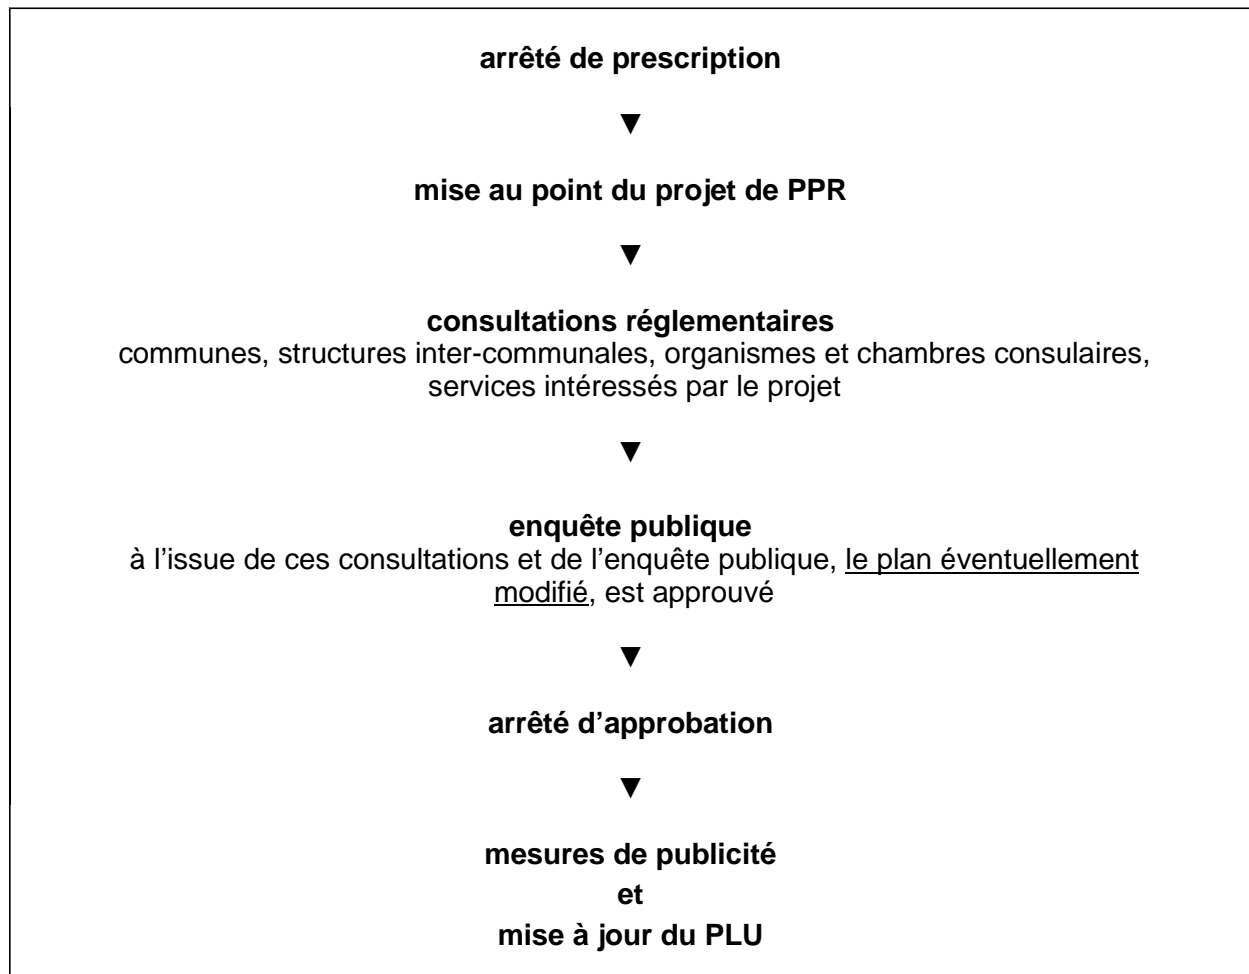 arrêté de prescription
▼
mise au point du projet de PPR
▼
consultations réglementaires
communes, structures inter-communales, organismes et chambres consulaires,
services intéressés par le projet
▼
enquête publique
à l’issue de ces consultations et de l’enquête publique, le plan éventuellement
modifié, est approuvé
▼
arrêté d’approbation
▼
mesures de publicité
et
mise à jour du PLU